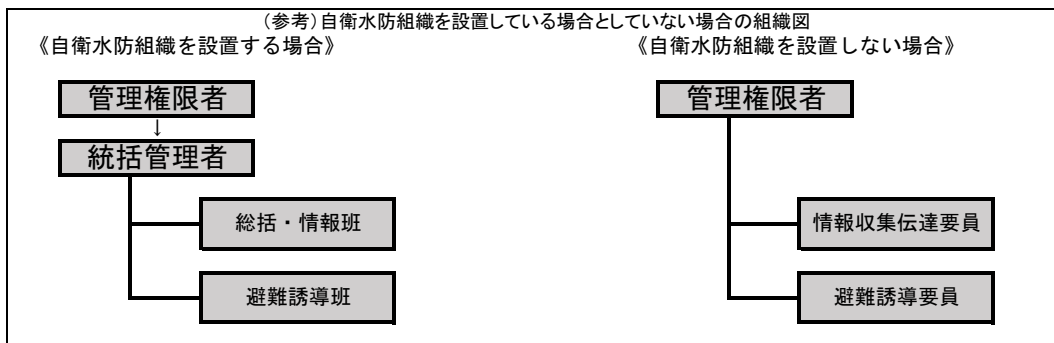 (参考)自衛水防組織を設置している場合としていない場合の組織図
《自衛水防組織を設置する場合》
管理権限者
↓
統括管理者
総括・情報班
避難誘導班
《自衛水防組織を設置しない場合》
管理権限者
情報収集伝達要員
避難誘導要員